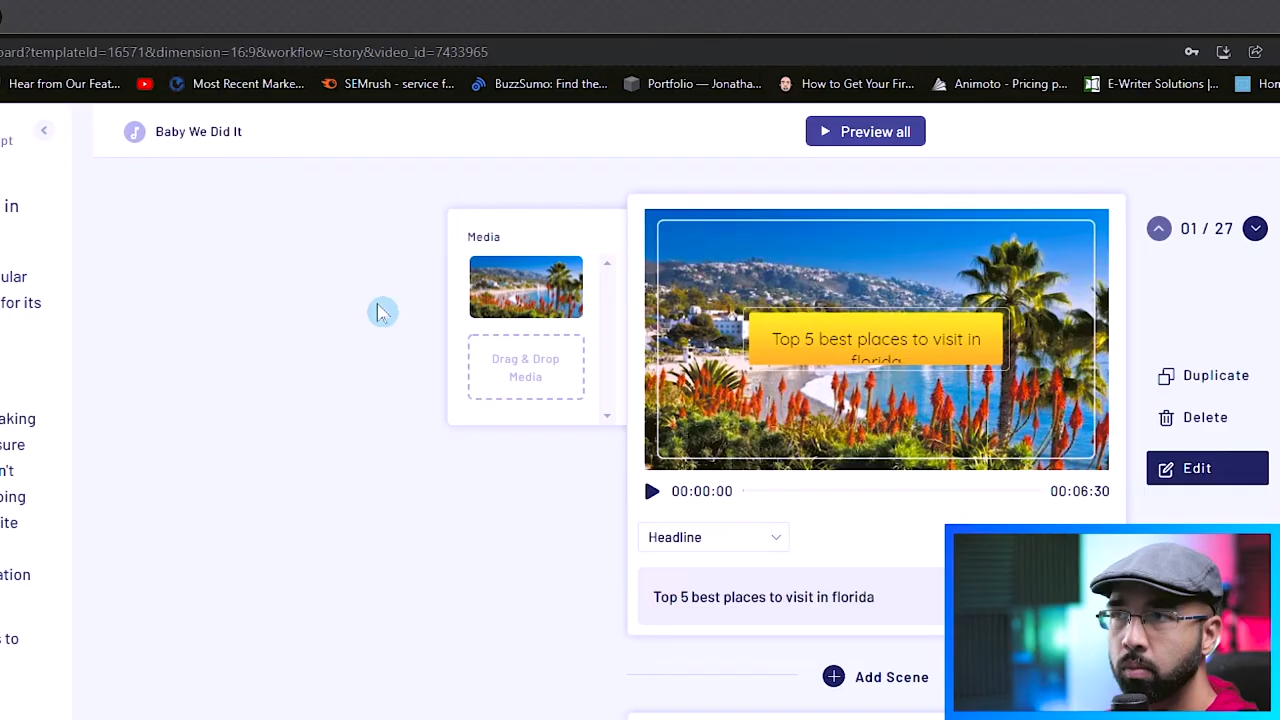 oard?templateId=16571&dimension=16:9&workflow=story&video_id=7433965
Hear from Our Feat...
Most Recent Marke...
SEMrush - service f...
BuzzSumo: Find the...
Portfolio — Jonatha...
How to Get Your Fir...
Animoto - Pricing p...
E-Writer Solutions |...
Hon
pt
Baby We Did It
Preview all
in
ular
for its
aking
sure
n't
oing
ite
ation
s to
Media
Drag & Drop
Media
Top 5 best places to visit in
florida
01 / 27
Duplicate
Delete
Edit
00:00:00
00:06:30
Headline
Top 5 best places to visit in florida
Add Scene